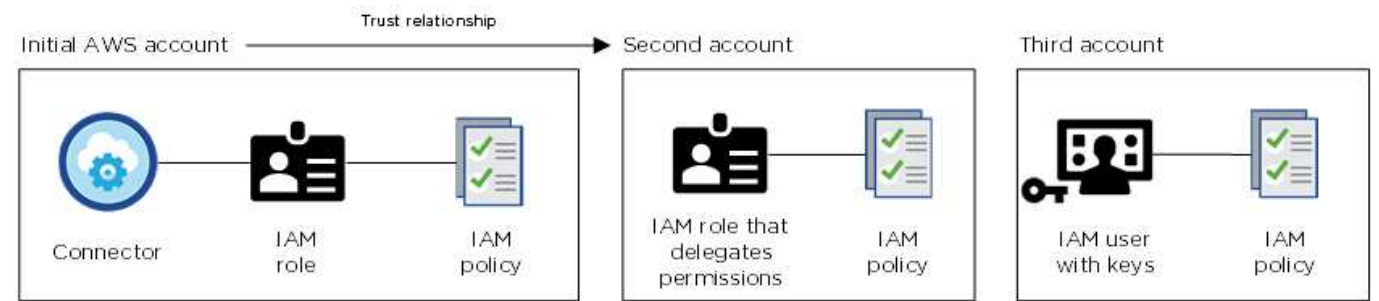 Trust relationship
Initial AWS account
Second account
Third account
Connector
IAM
role
IAM
policy
IAM role that
delegates
permissions
IAM
policy
IAM user
with keys
IAM
policy